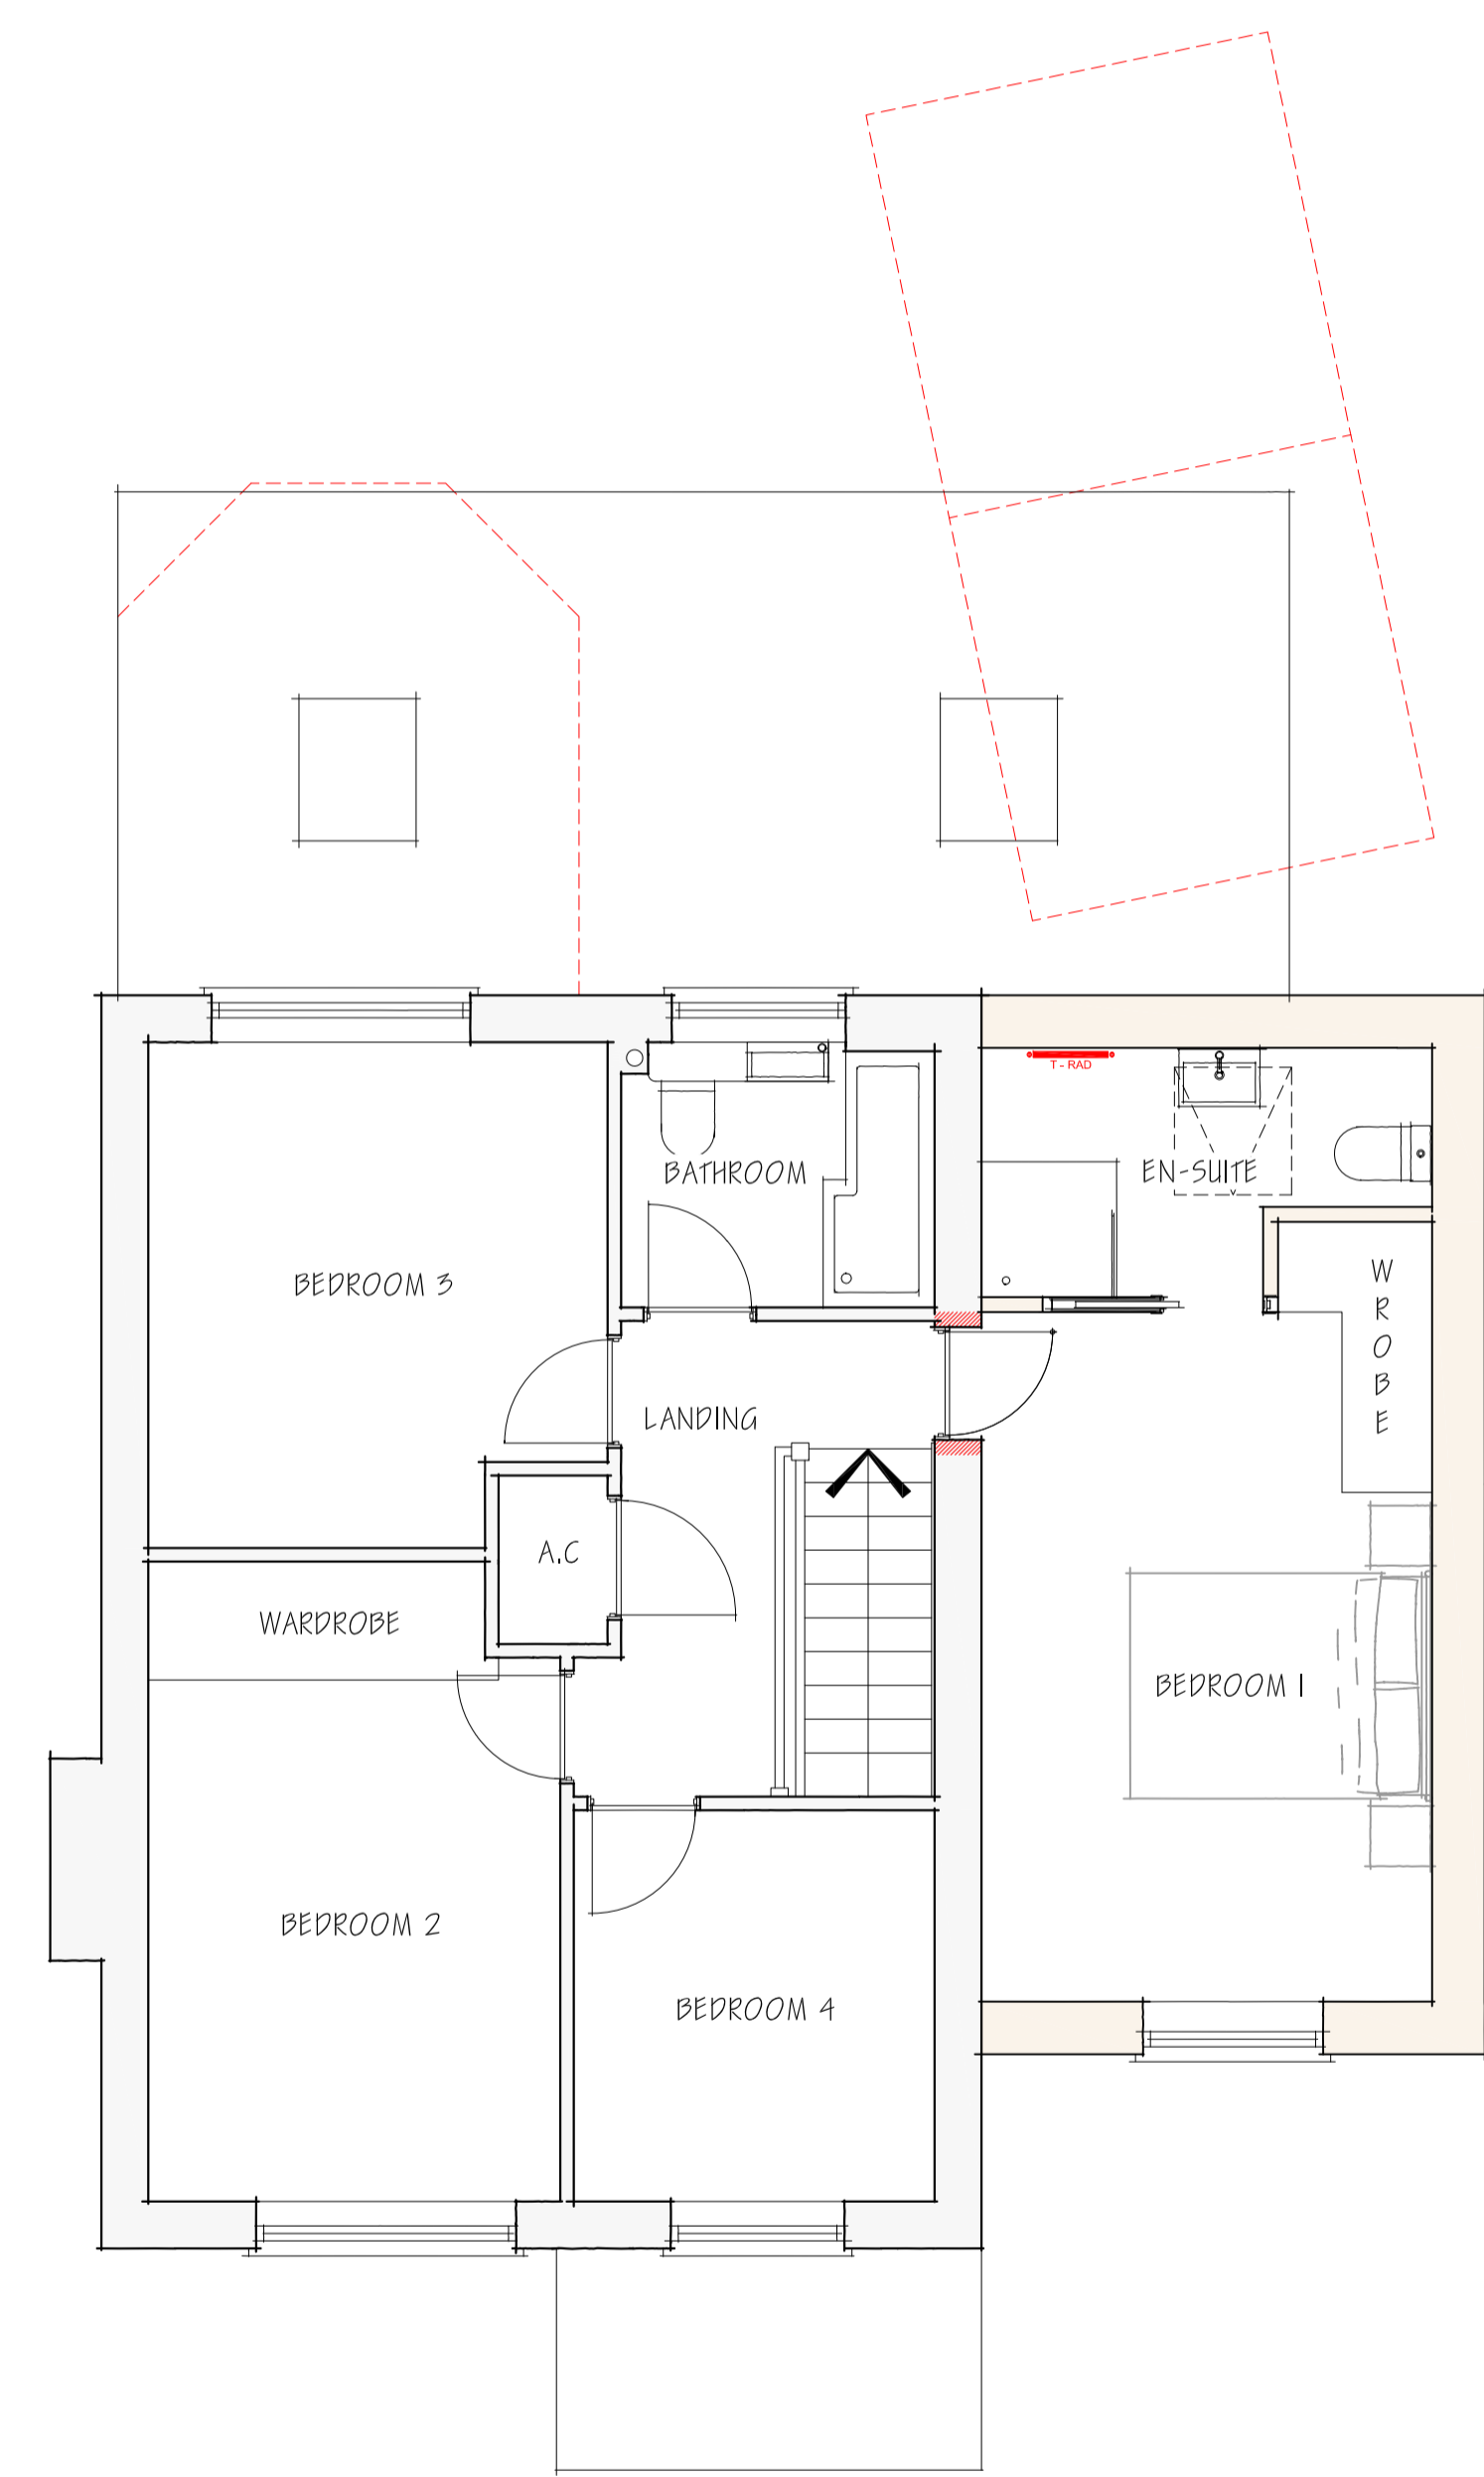 T - RAD
BATHROOM
EN-SUITE
BEDROOM 3
W
R
O
B
E
LANDING
A.C
WARDROBE
BEDROOM 1
BEDROOM 2
BEDROOM 4